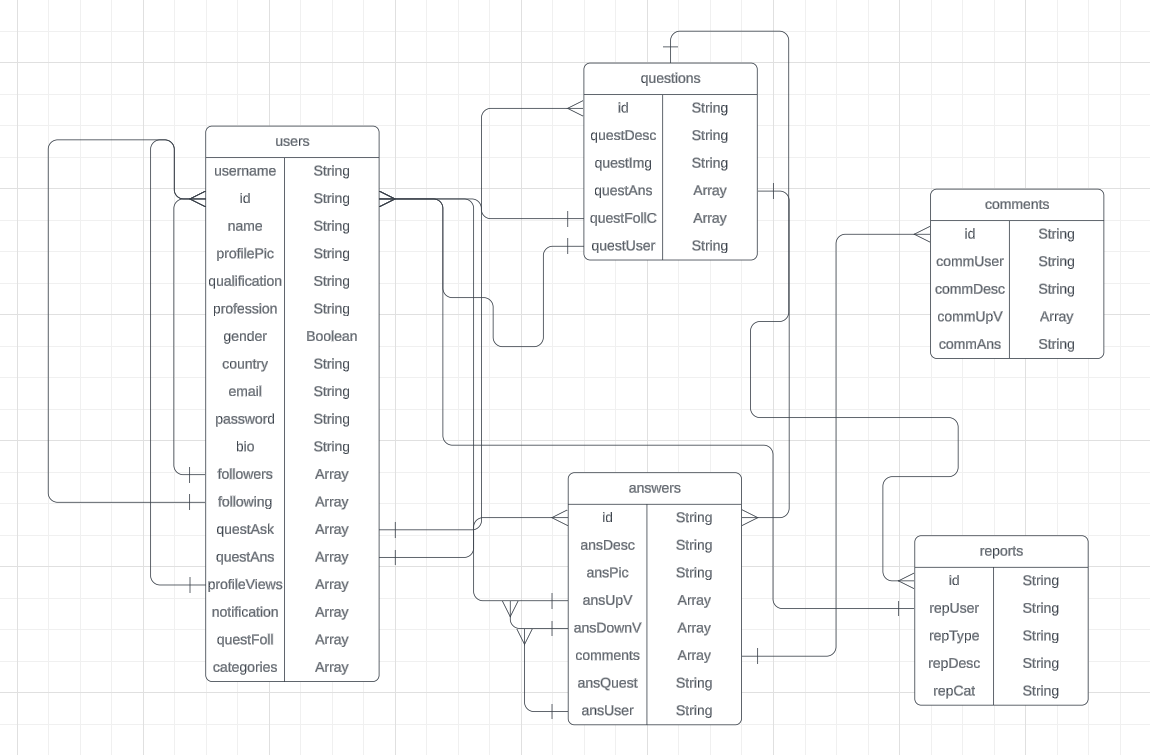 users
username String
id String
name String
profilePic String
qualification String
profession String
gender Boolean
country String
email String
password String
bio String
followers Array
following Array
questAsk Array
questAns Array
profileViews Array
notification Array
questFoll Array
categories Array
questions
id String
questDesc String
questImg String
questAns Array
questFollC Array
questUser String
answers
id String
ansDesc String
ansPic String
ansUpV Array
ansDownV Array
comments Array
ansQuest String
ansUser String
comments
id String
commUser String
commDesc String
commUpV Array
commAns String
reports
id String
repUser String
repType String
repDesc String
repCat String